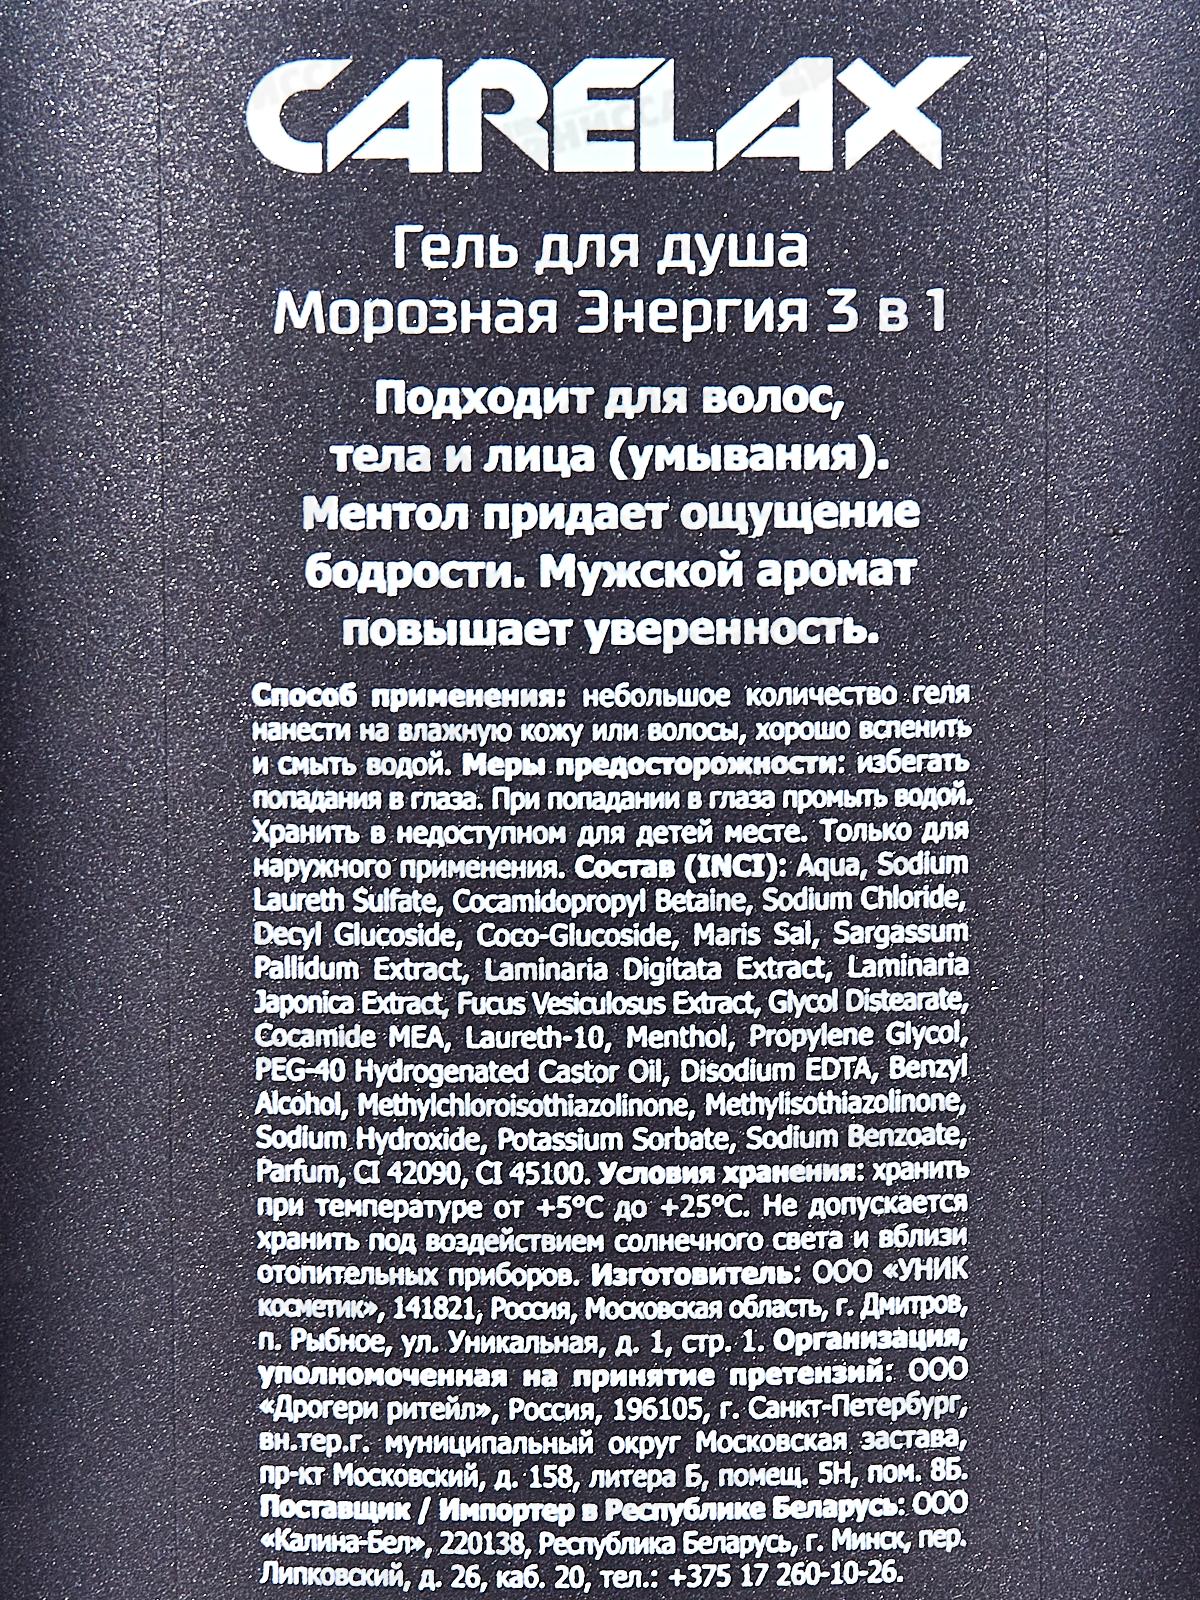 CARELAX
Гель для душа
Морозная Энергия 3 в 1
Подходит для волос,
тела и лица (умывания).
Ментол придает ощущение
бодрости. Мужской аромат
повышает уверенность.
Способ применения: небольшое количество геля
нанести на влажную кожу или волосы, хорошо вспенить
и смыть водой. Меры предосторожности: избегать
попадания в глаза. При попадании в глаза промыть водой.
Хранить в недоступном для детей месте. Только для
наружного применения. Состав (INCI): Aqua, Sodium
Laureth Sulfate, Cocamidopropyl Betaine, Sodium Chloride,
Decyl Glucoside, Coco-Glucoside, Maris Sal, Sargassum
Pallidum Extract, Laminaria Digitata Extract, Laminaria
Japonica Extract, Fucus Vesiculosus Extract, Glycol Distearate,
Cocamide MEA, Laureth-10, Menthol, Propylene Glycol,
PEG-40 Hydrogenated Castor Oil, Disodium EDTA, Benzyl
Alcohol, Methylchloroisothiazolinone, Methylisothiazolinone,
Sodium Hydroxide, Potassium Sorbate, Sodium Benzoate,
Parfum, CI 42090, CI 45100. Условия хранения: хранить
при температуре от +5°C до +25°C. Не допускается
хранить под воздействием солнечного света и вблизи
отопительных приборов. Изготовитель: ООО «УНИК
косметик», 141821, Россия, Московская область, г. Дмитров,
п. Рыбное, ул. Уникальная, д. 1, стр. 1. Организация,
уполномоченная на принятие претензий: ООО
«Дрогери ритейл», Россия, 196105, г. Санкт-Петербург,
вн.тер.г. муниципальный округ Московская застава,
пр-кт Московский, д. 158, литера Б, помещ. 5Н, пом. 8Б.
Поставщик / Импортер в Республике Беларусь: ООО
«Калина-Бел», 220138, Республика Беларусь, г. Минск, пер.
Липковский, д. 26, каб. 20, тел.: +375 17 260-10-26.